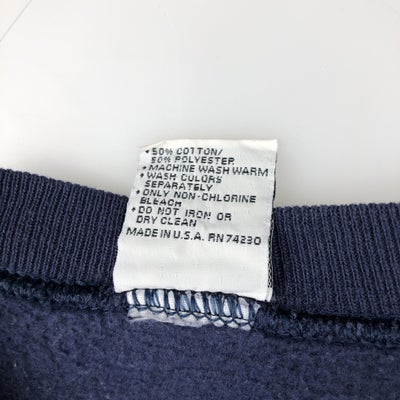 • 50% COTTON/
50% POLYESTER
• MACHINE WASH WARM
• WASH COLORS
SEPARATELY
• ONLY NON-CHLORINE
BLEACH
• DO NOT IRON OR
DRY CLEAN
MADE IN U.S.A. RN 74230